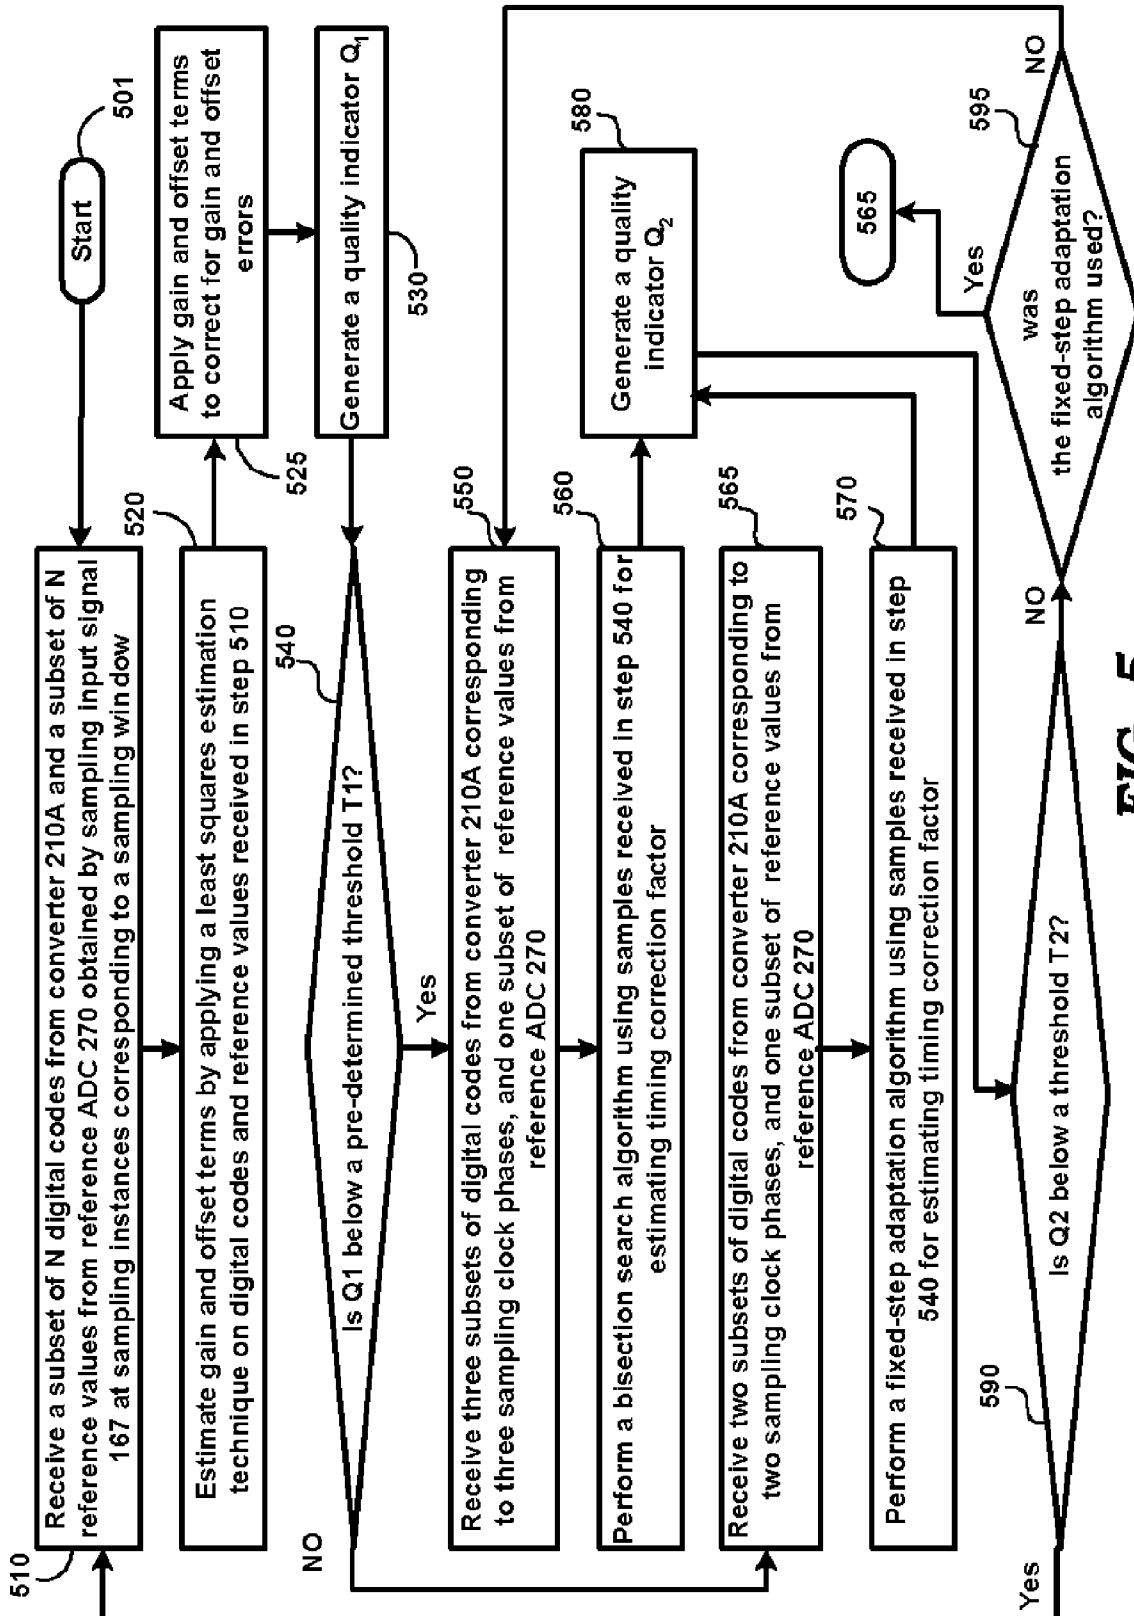 Start
501
510
Receive a subset of N digital codes from converter 210A and a subset of N
reference values from reference ADC 270 obtained by sampling input signal
167 at sampling instances corresponding to a sampling window
520
Estimate gain and offset terms by applying a least squares estimation
technique on digital codes and reference values received in step 510
Apply gain and offset terms
to correct for gain and offset
errors
525
Generate a quality indicator Q1
530
540
Is Q1 below a pre-determined threshold T1?
NO
Yes
550
Receive three subsets of digital codes from converter 210A corresponding
to three sampling clock phases, and one subset of reference values from
reference ADC 270
560
Perform a bisection search algorithm using samples received in step 540 for
estimating timing correction factor
580
Generate a quality
indicator Q2
565
Receive two subsets of digital codes from converter 210A corresponding to
two sampling clock phases, and one subset of reference values from
reference ADC 270
570
Perform a fixed-step adaptation algorithm using samples received in step
540 for estimating timing correction factor
590
Is Q2 below a threshold T2?
Yes
NO
595
was
the fixed-step adaptation
algorithm used?
Yes
NO
565
FIG. 5